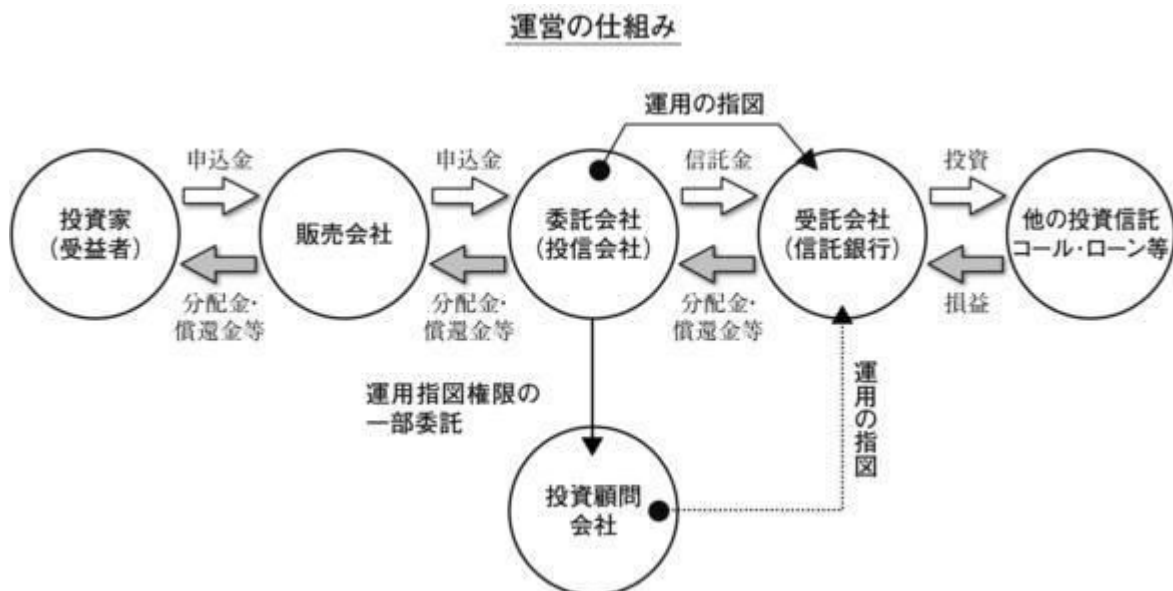 運営の仕組み
運用の指図
申込金
申込金
信託金
投資
投資家
(受益者)
販売会社
委託会社
(投信会社)
受託会社
(信託銀行)
他の投資信託
コール・ローン等
分配金・
償還金等
分配金・
償還金等
分配金・
償還金等
損益
運用指図権限の
一部委託
運用の指図
投資顧問
会社